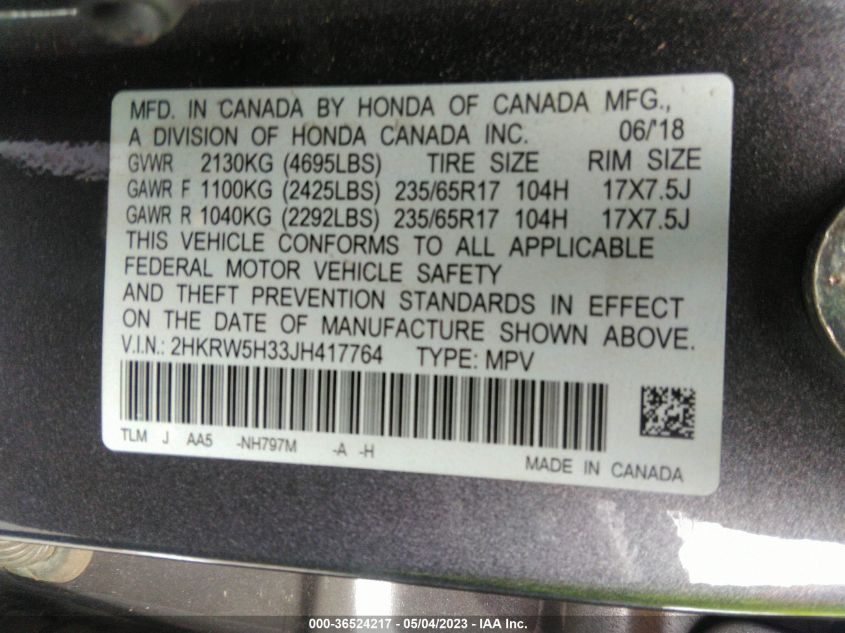 MFD. IN CANADA BY HONDA OF CANADA MFG.,
A DIVISION OF HONDA CANADA INC. 06/'18
GVWR 2130KG (4695LBS) TIRE SIZE RIM SIZE
GAWR F 1100KG (2425LBS) 235/65R17 104H 17X7.5J
GAWR R 1040KG (2292LBS) 235/65R17 104H 17X7.5J
THIS VEHICLE CONFORMS TO ALL APPLICABLE
FEDERAL MOTOR VEHICLE SAFETY
AND THEFT PREVENTION STANDARDS IN EFFECT
ON THE DATE OF MANUFACTURE SHOWN ABOVE.
V.I.N.: 2HKRW5H33JH417764 TYPE: MPV
TLM J AA5 -NH797M -A -H
MADE IN CANADA
000-36524217 - 05/04/2023 - IAA Inc.